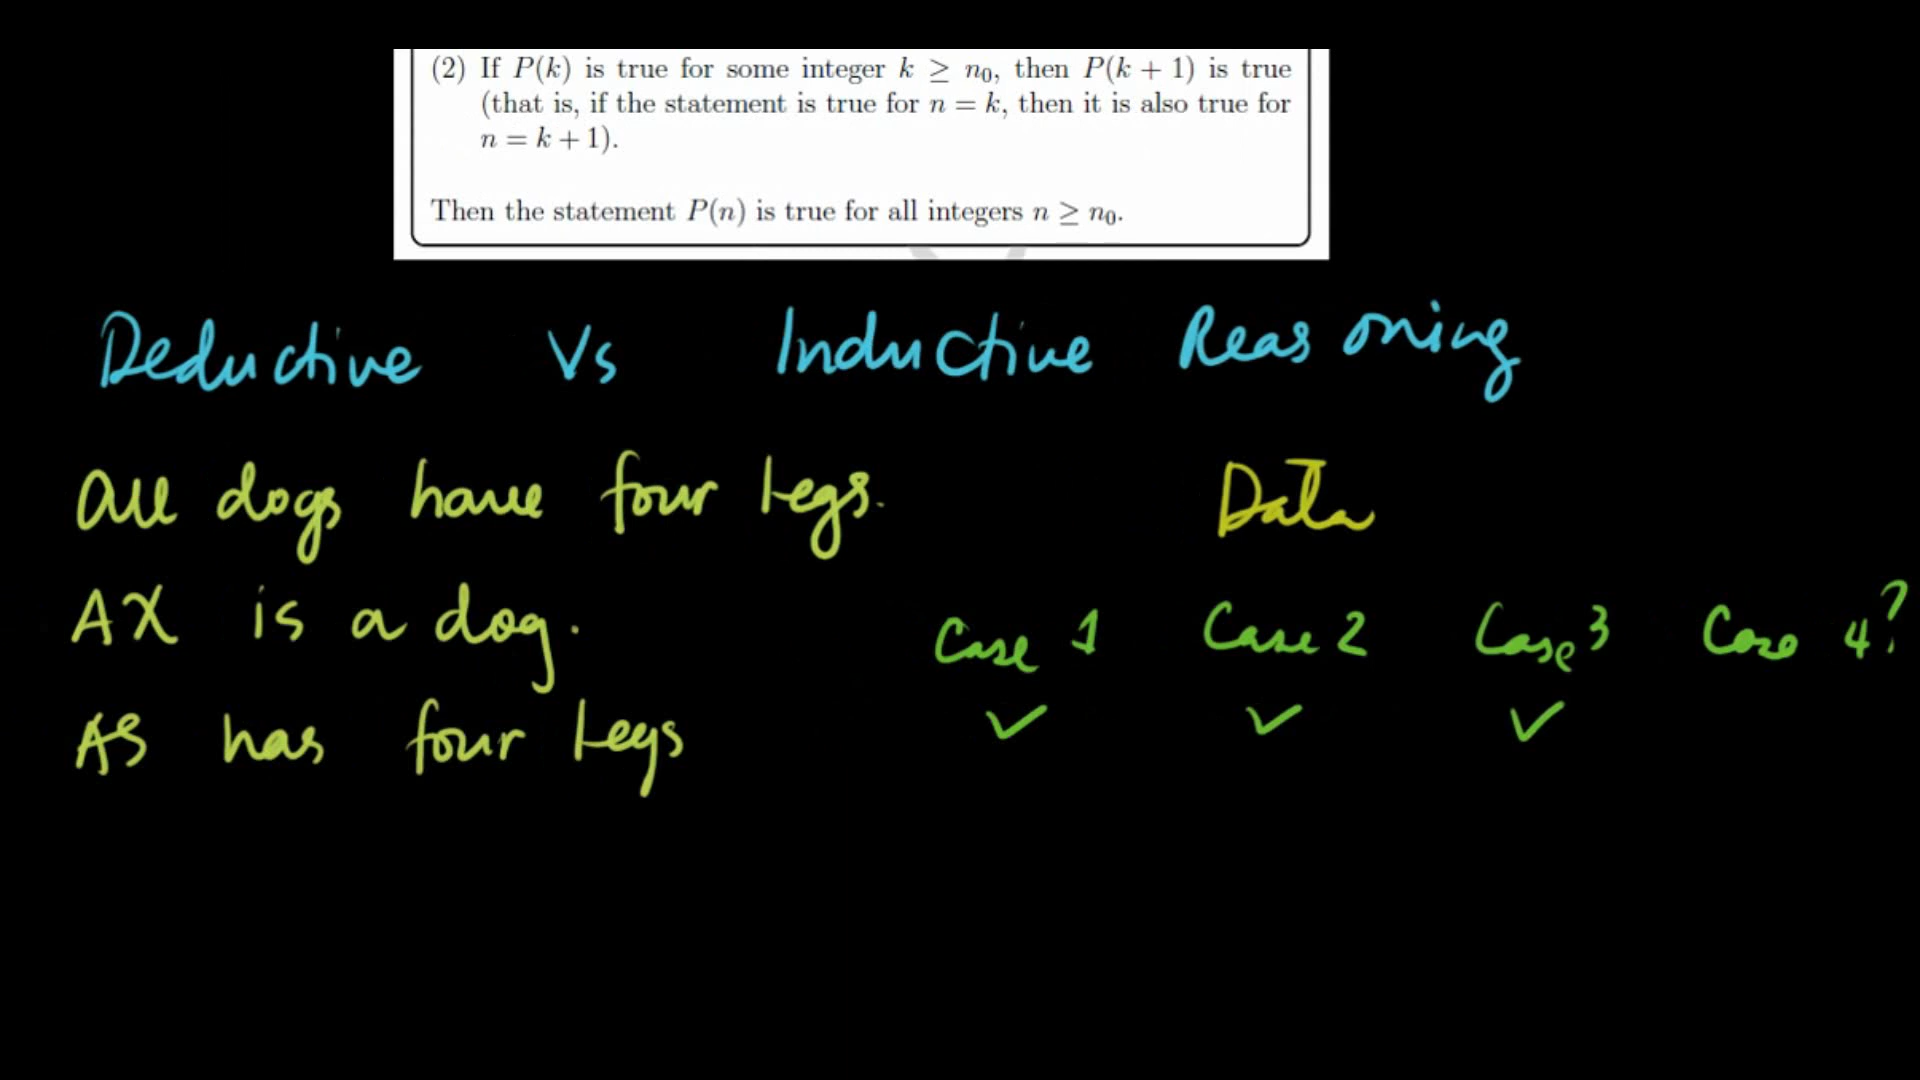 (2) If P(k) is true for some integer k ≥ n₀, then P(k + 1) is true
(that is, if the statement is true for n = k, then it is also true for
n = k + 1).
Then the statement P(n) is true for all integers n ≥ n₀.
Deductive Vs Inductive Reasoning
All dogs have four legs.
Data
AX is a dog.
Case 1 Case 2 Case 3 Case 4?
✓ ✓ ✓
AS has four legs